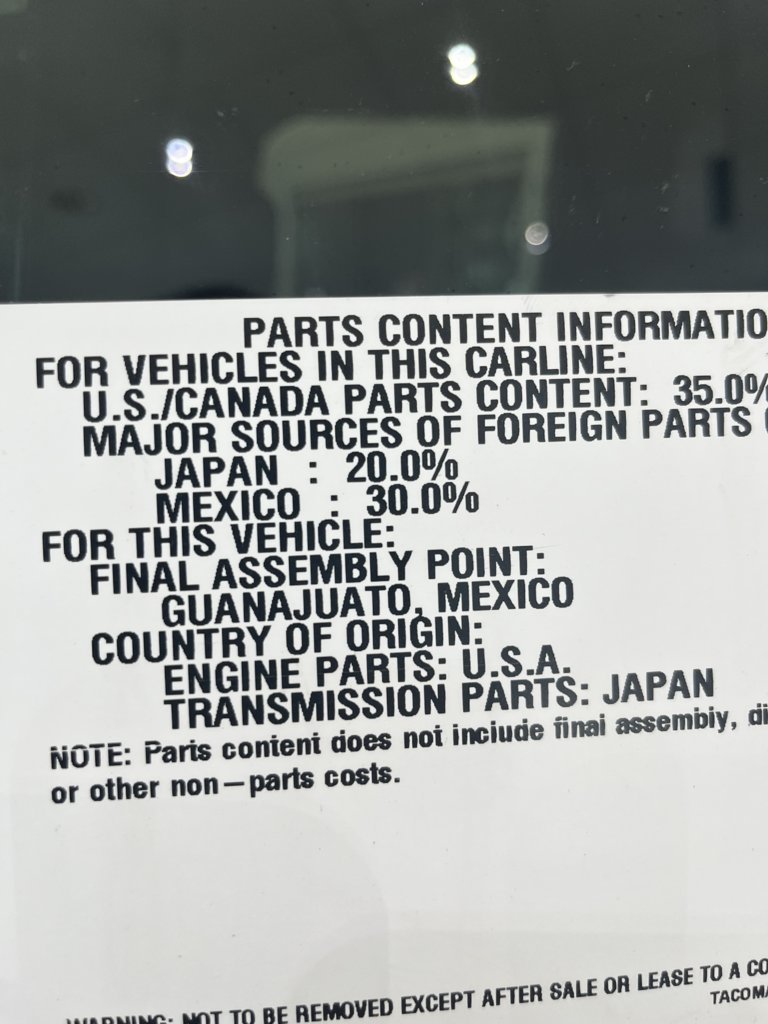 PARTS CONTENT INFORMATIO
FOR VEHICLES IN THIS CARLINE:
U.S./CANADA PARTS CONTENT: 35.0%
MAJOR SOURCES OF FOREIGN PARTS
JAPAN : 20.0%
MEXICO : 30.0%
FOR THIS VEHICLE:
FINAL ASSEMBLY POINT:
GUANAJUATO, MEXICO
COUNTRY OF ORIGIN:
ENGINE PARTS: U.S.A.
TRANSMISSION PARTS: JAPAN
NOTE: Parts content does not include final assembly, di
or other non-parts costs.
WARNING: NOT TO BE REMOVED EXCEPT AFTER SALE OR LEASE TO A CO
TACOMA